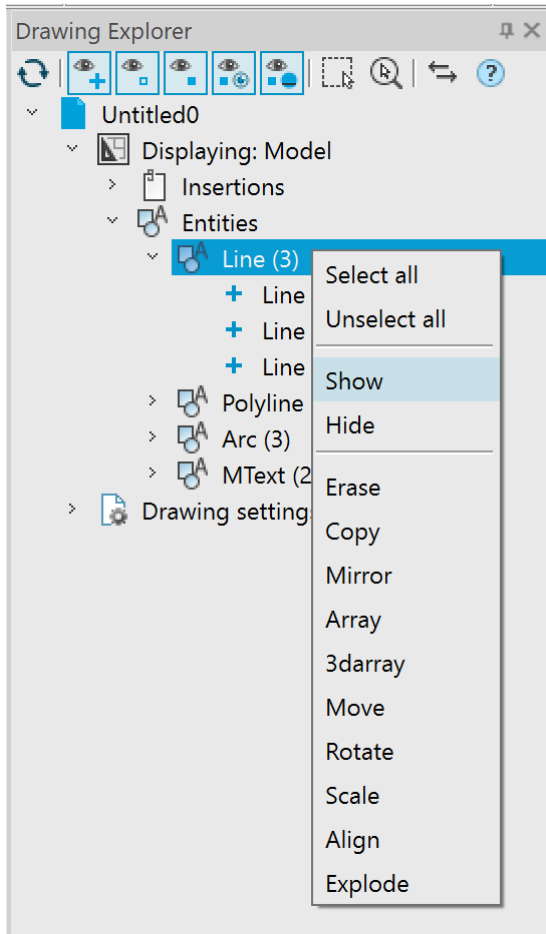 Drawing Explorer
Untitled0
Displaying: Model
Insertions
Entities
Line (3)
Line
Line
Line
Polyline
Arc (3)
MText (2
Drawing setting
Select all
Unselect all
Show
Hide
Erase
Copy
Mirror
Array
3darray
Move
Rotate
Scale
Align
Explode